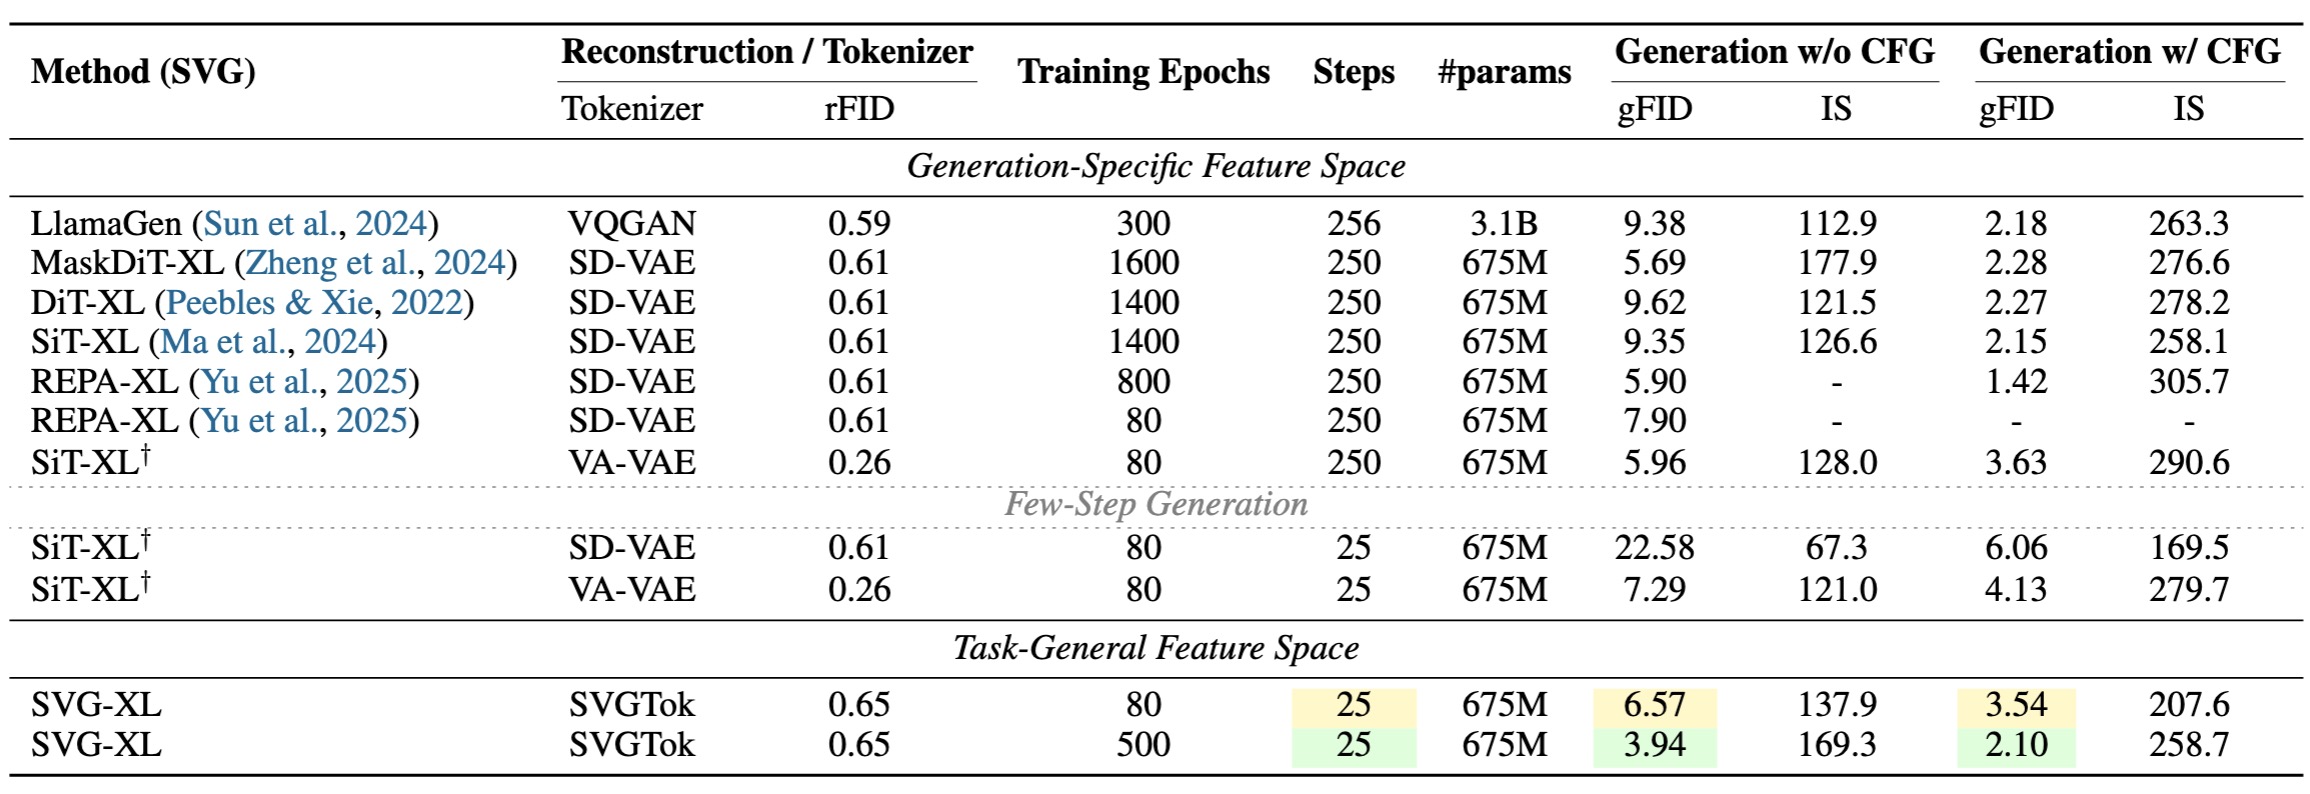 Method (SVG) Reconstruction / Tokenizer Training Epochs Steps #params Generation w/o CFG Generation w/ CFG
Tokenizer rFID gFID IS gFID IS
Generation-Specific Feature Space
LlamaGen (Sun et al., 2024) VQGAN 0.59 300 256 3.1B 9.38 112.9 2.18 263.3
MaskDiT-XL (Zheng et al., 2024) SD-VAE 0.61 1600 250 675M 5.69 177.9 2.28 276.6
DiT-XL (Peebles & Xie, 2022) SD-VAE 0.61 1400 250 675M 9.62 121.5 2.27 278.2
SiT-XL (Ma et al., 2024) SD-VAE 0.61 1400 250 675M 9.35 126.6 2.15 258.1
REPA-XL (Yu et al., 2025) SD-VAE 0.61 800 250 675M 5.90 - 1.42 305.7
REPA-XL (Yu et al., 2025) SD-VAE 0.61 80 250 675M 7.90 - - -
SiT-XL† VA-VAE 0.26 80 250 675M 5.96 128.0 3.63 290.6
Few-Step Generation
SiT-XL† SD-VAE 0.61 80 25 675M 22.58 67.3 6.06 169.5
SiT-XL† VA-VAE 0.26 80 25 675M 7.29 121.0 4.13 279.7
Task-General Feature Space
SVG-XL SVGTok 0.65 80 25 675M 6.57 137.9 3.54 207.6
SVG-XL SVGTok 0.65 500 25 675M 3.94 169.3 2.10 258.7